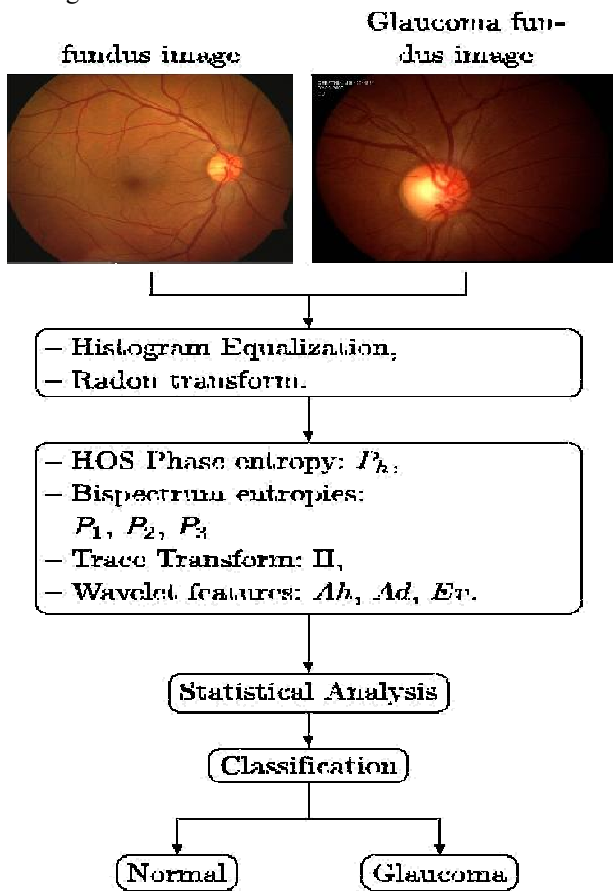 fundus image
Glaucoma fun-
dus image
– Histogram Equalization,
– Radon transform.
– HOS Phase entropy: Ph,
– Bispectrum entropies:
P1, P2, P3
– Trace Transform: Π,
– Wavelet features: Ah, Ad, Ev.
Statistical Analysis
Classification
Normal
Glaucoma